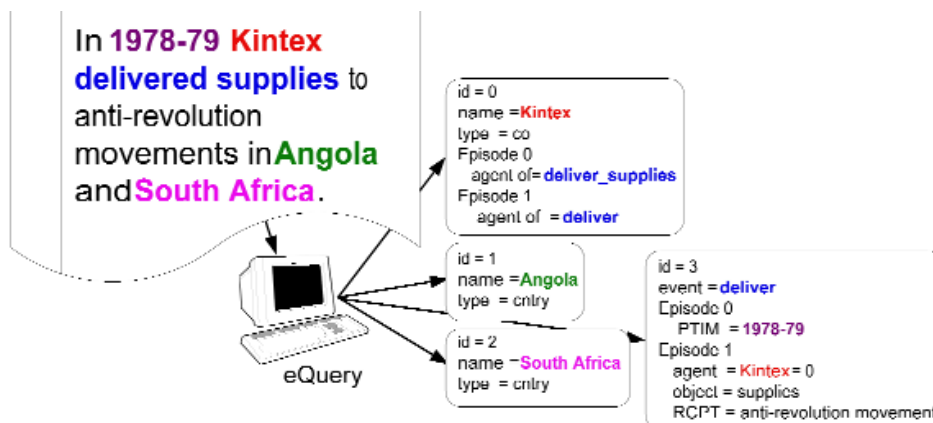 In 1978-79 Kintex
delivered supplies to
anti-revolution
movements in Angola
and South Africa.
eQuery
id = 0
name = Kintex
type = co
Episode 0
agent of = deliver_supplies
Episode 1
agent of = deliver
id = 1
name = Angola
type = cntry
id = 2
name = South Africa
type = cntry
id = 3
event = deliver
Episode 0
PTIM = 1978-79
Episode 1
agent = Kintex = 0
object = supplies
RCPT = anti-revolution movement